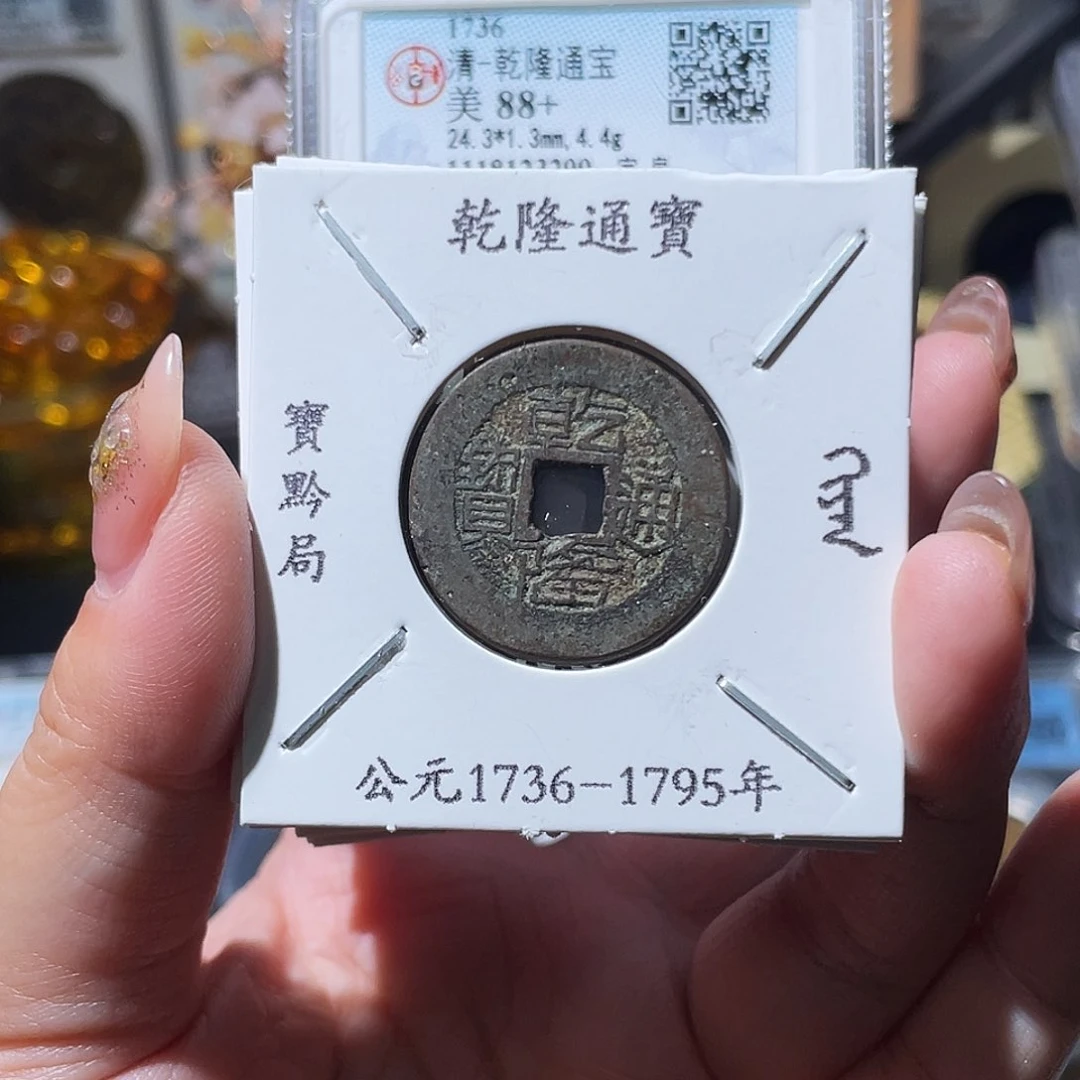 1736
清-乾隆通宝
美 88+
24.3*1.3mm, 4.4g
乾隆通寶
寶黔局
乾隆通寶
公元1736-1795年